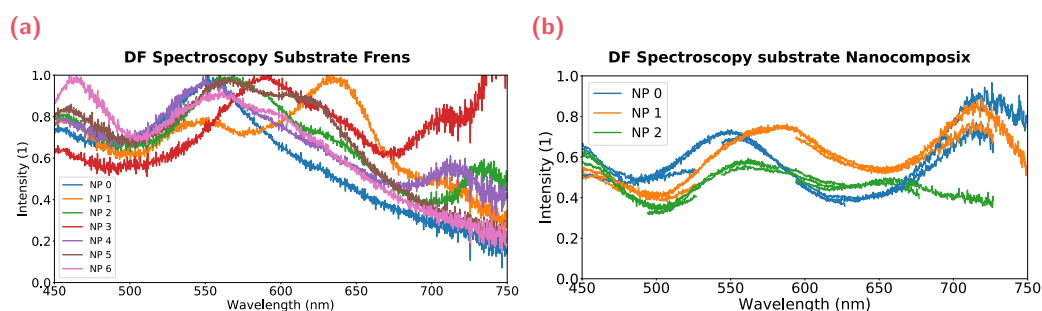 (a)
DF Spectroscopy Substrate Frens
1.0
0.8
0.6
0.4
0.2
0.0
Intensity (1)
NP 0
NP 1
NP 2
NP 3
NP 4
NP 5
NP 6
450 500 550 600 650 700 750
Wavelength (nm)
(b)
DF Spectroscopy substrate Nanocomposix
1.0
0.8
0.6
0.4
0.2
0.0
Intensity (1)
NP 0
NP 1
NP 2
450 500 550 600 650 700 750
Wavelength (nm)